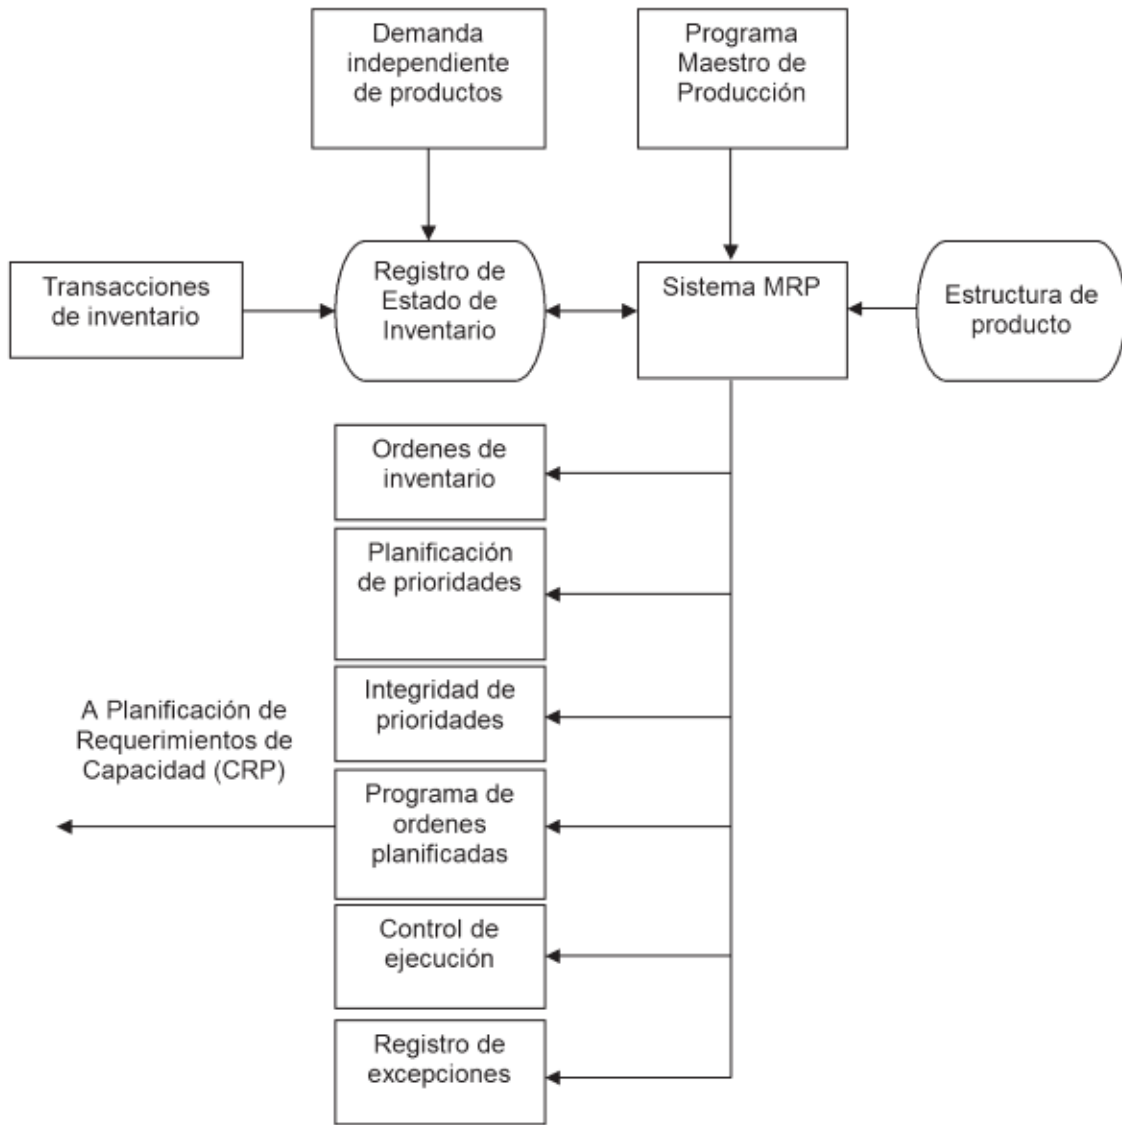 Demanda
independiente
de productos
Programa
Maestro de
Producción
Transacciones
de inventario
Registro de
Estado de
Inventario
Sistema MRP
Estructura de
producto
Ordenes de
inventario
Planificación
de prioridades
Integridad de
prioridades
A Planificación de
Requerimientos de
Capacidad (CRP)
Programa de
ordenes
planificadas
Control de
ejecución
Registro de
excepciones